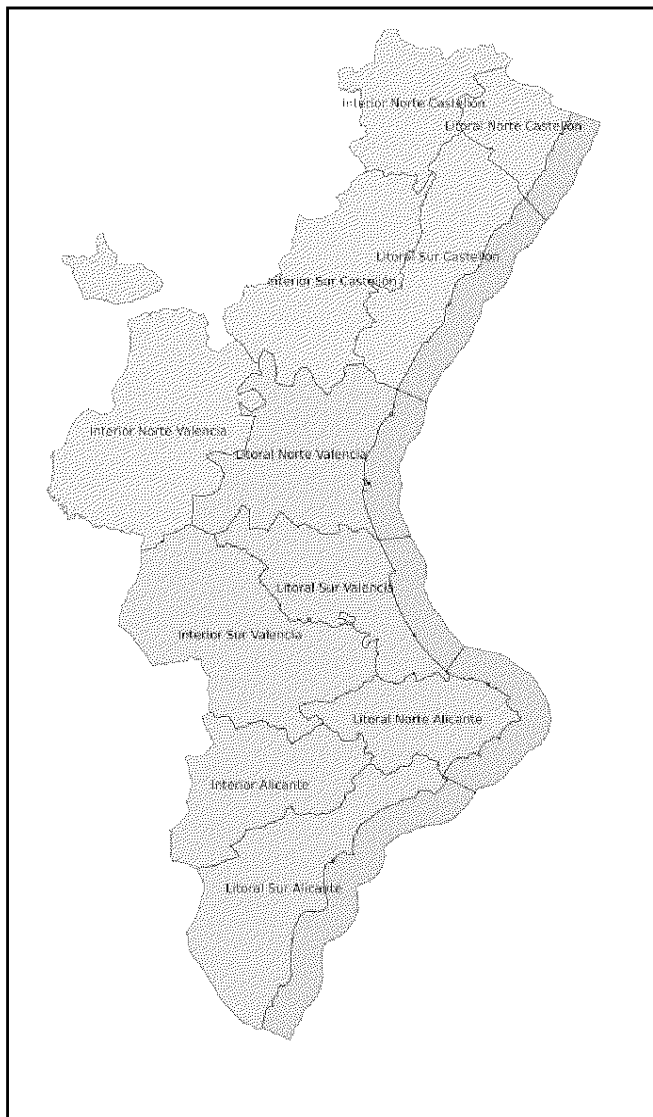 Interior Norte Castellón
Litoral Norte Castellón
Litoral Sur Castellón
Interior Sur Castellón
Interior Norte Valencia
Litoral Norte Valencia
Litoral Sur Valencia
Interior Sur Valencia
Litoral Norte Alicante
Interior Alicante
Litoral Sur Alicante